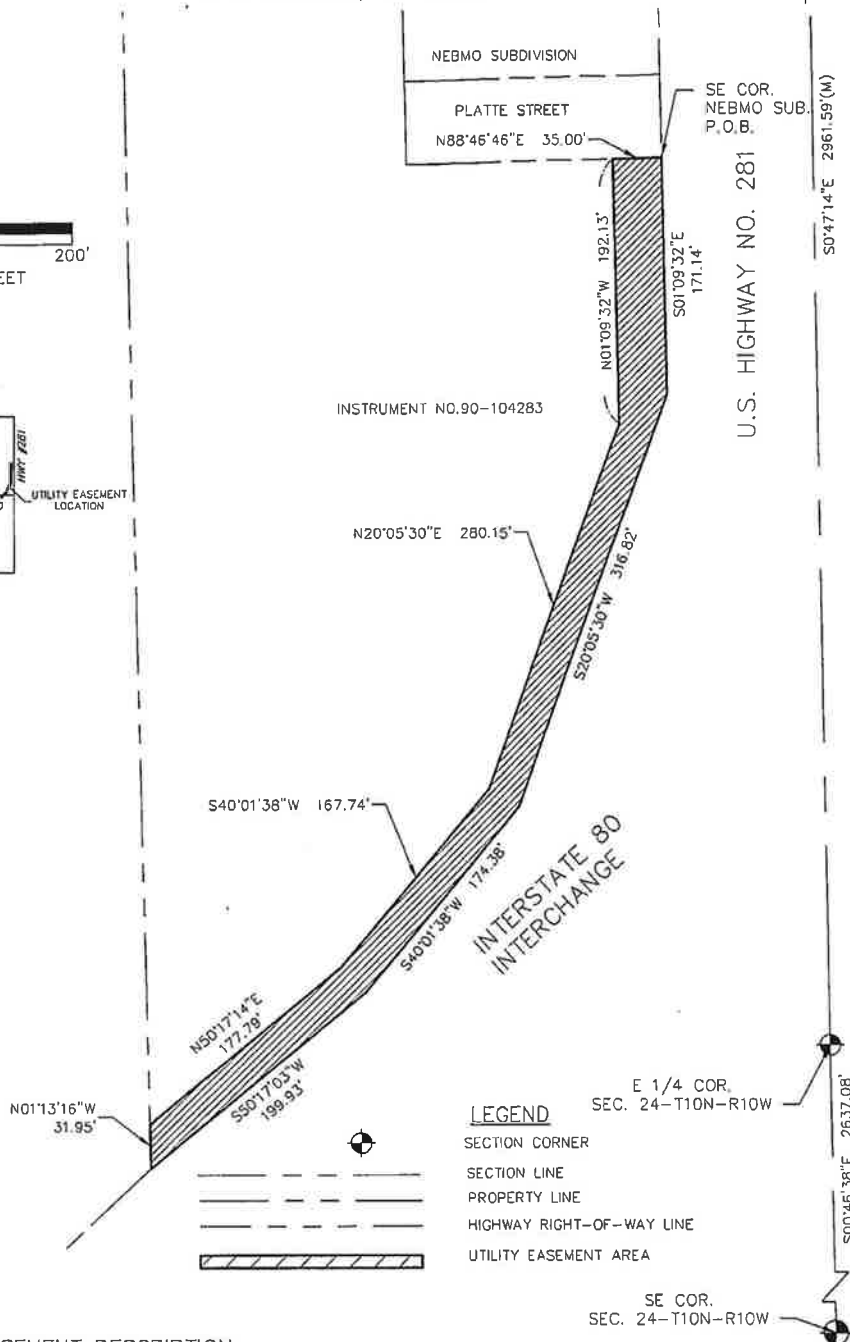 NEBMO SUBDIVISION
PLATTE STREET
N88°46'46"E 35.00'
SE COR.
NEBMO SUB.
P.O.B.
S0°47'14"E 2961.59'(M)
U.S. HIGHWAY NO. 281
200'
N01°09'32"W 192.13'
S01°09'32"E
171.14'
INSTRUMENT NO.90-104283
HWY #281
UTILITY EASEMENT
LOCATION
N20°05'30"E 280.15'
S20°05'30"W 316.82'
S40°01'38"W 167.74'
S40°01'38"W 174.38'
INTERSTATE 80
INTERCHANGE
N50°17'14"E
177.79'
S50°17'03"W
199.93'
N01°13'16"W
31.95'
E 1/4 COR.
SEC. 24-T10N-R10W
S00°46'38"E 2637.08'
LEGEND
SECTION CORNER
SECTION LINE
PROPERTY LINE
HIGHWAY RIGHT-OF-WAY LINE
UTILITY EASEMENT AREA
SE COR.
SEC. 24-T10N-R10W